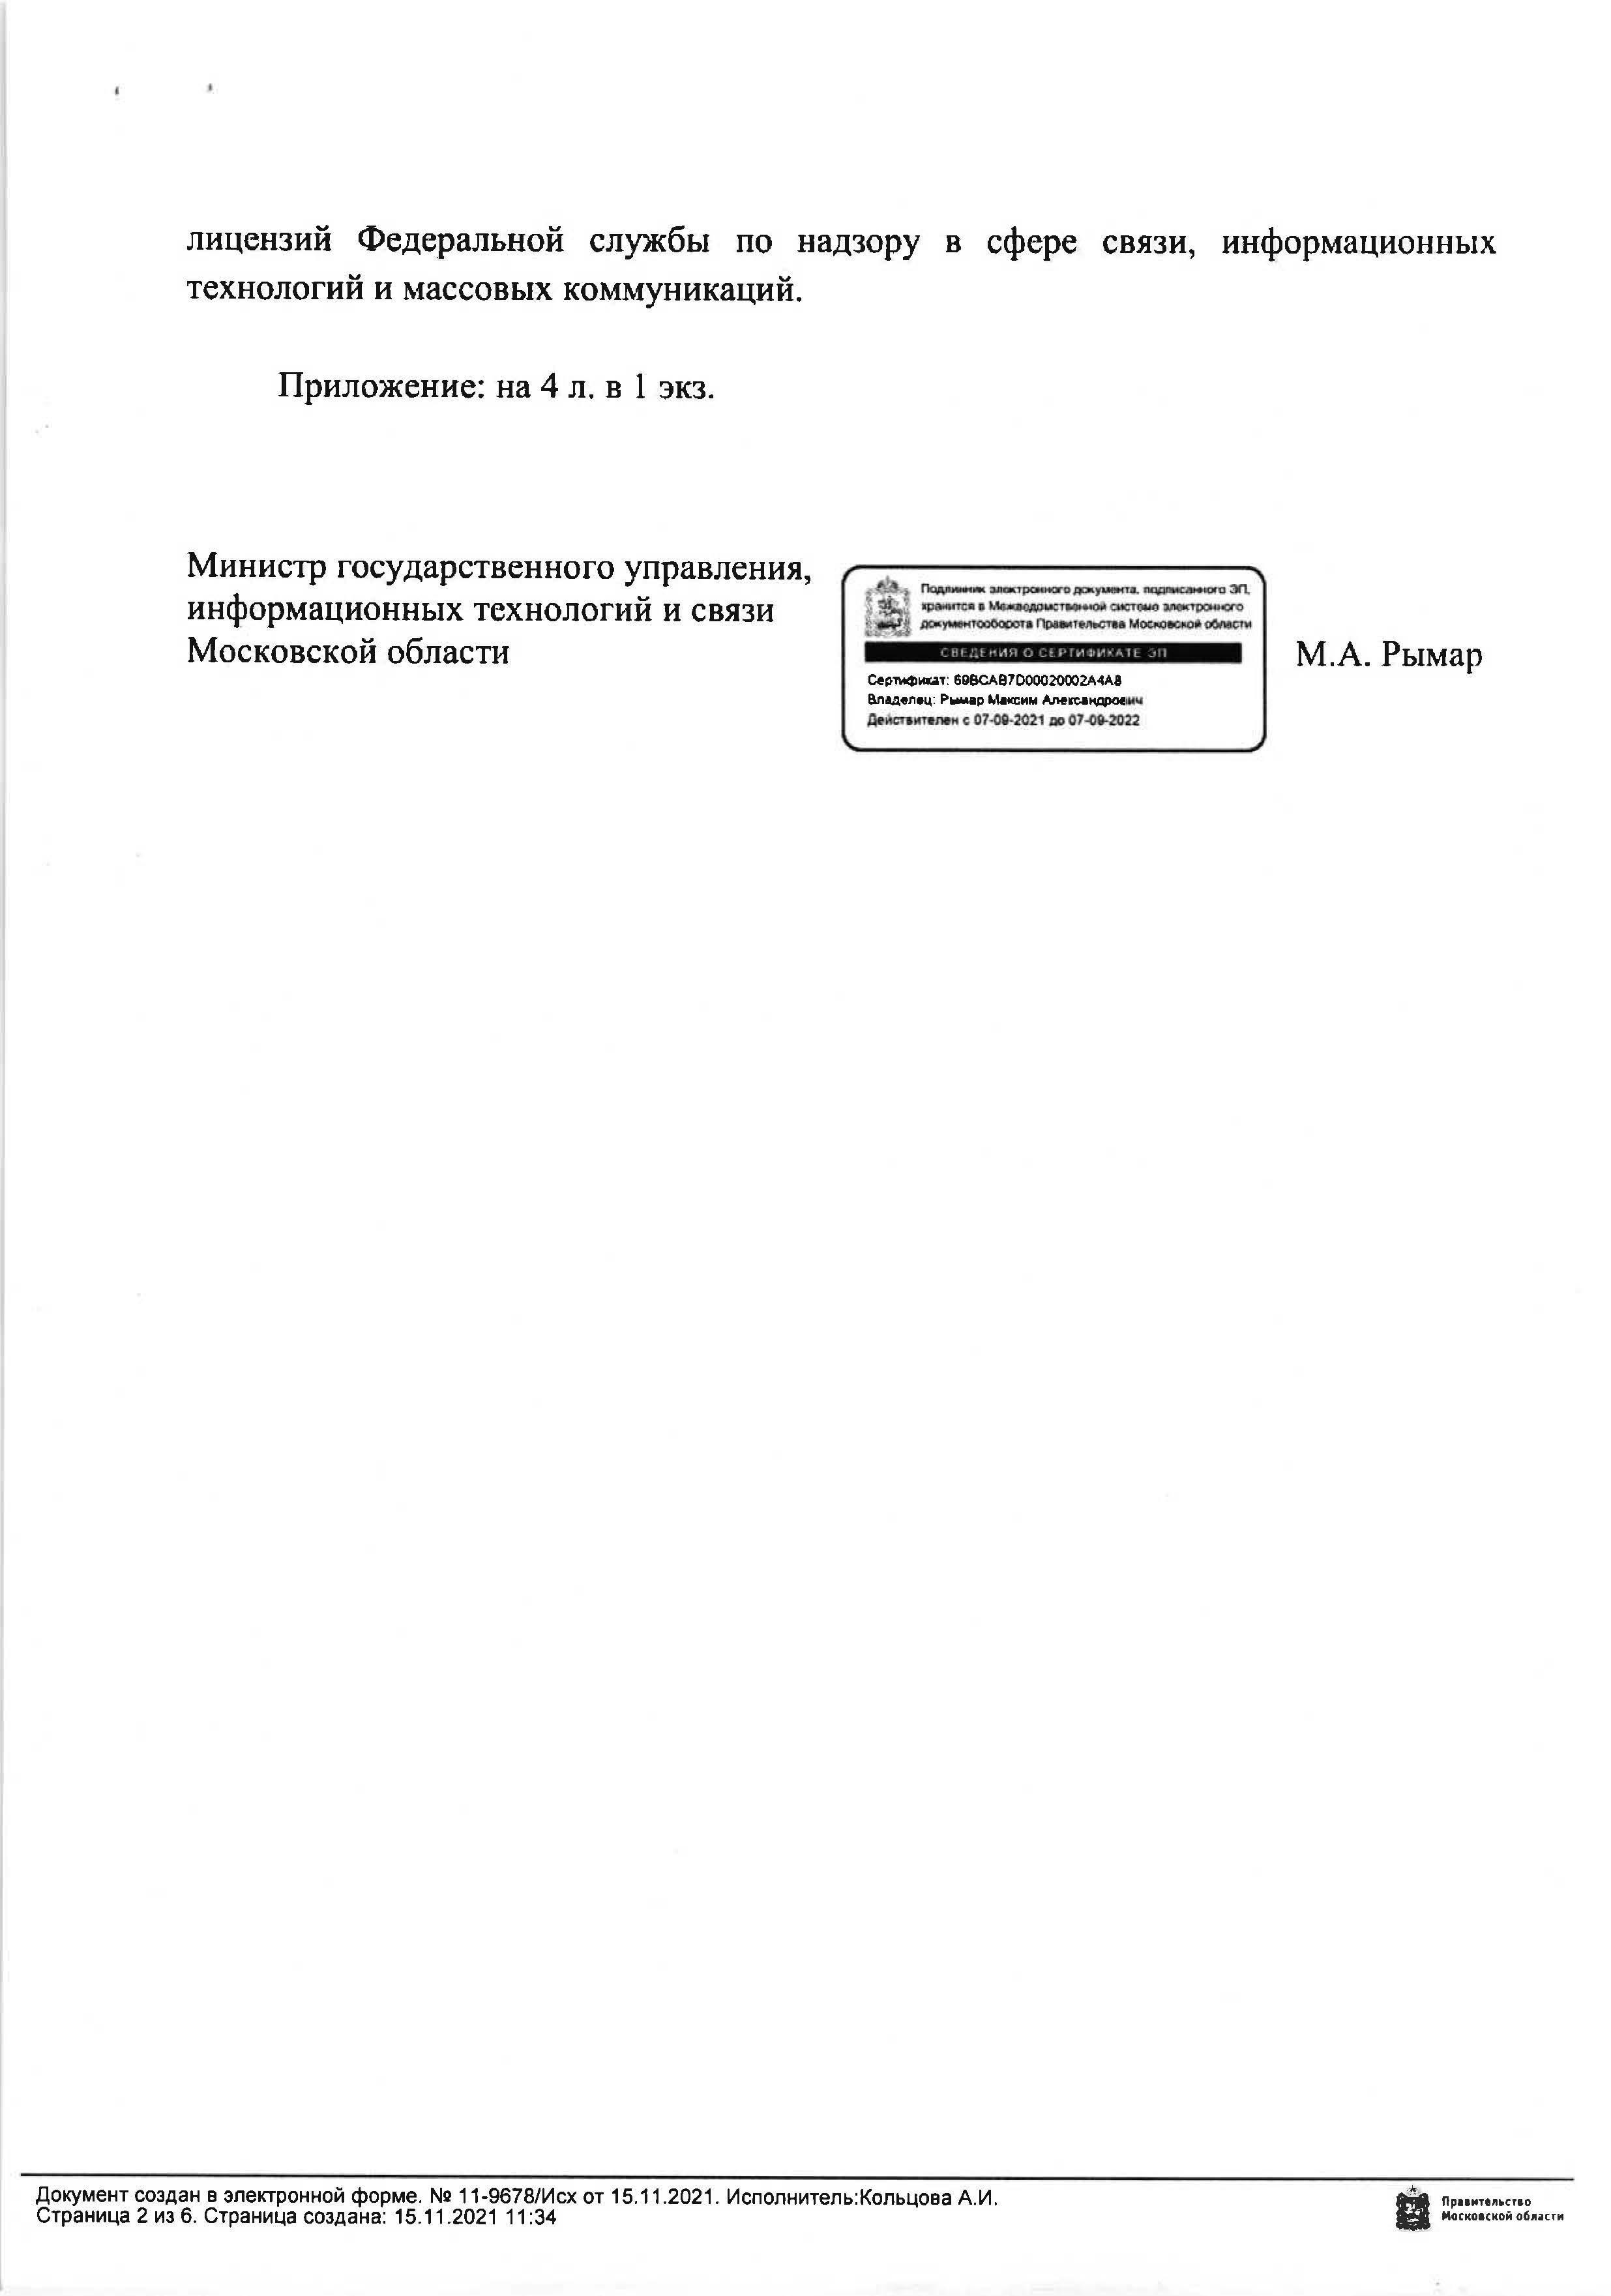 лицензий Федеральной службы по надзору в сфере связи, информационных
технологий и массовых коммуникаций.
Приложение: на 4 л. в 1 экз.
Министр государственного управления,
информационных технологий и связи
Московской области
Подлинник электронного документа, подписанного ЭП,
хранится в Межведомственной системе электронного
документооборота Правительства Московской области
СВЕДЕНИЯ О СЕРТИФИКАТЕ ЭП
Сертификат: 69BCAB7D00020002A4A8
Владелец: Рымар Максим Александрович
Действителен с 07-09-2021 до 07-09-2022
М.А. Рымар
Документ создан в электронной форме. № 11-9678/Исх от 15.11.2021. Исполнитель:Кольцова А.И.
Страница 2 из 6. Страница создана: 15.11.2021 11:34
Правительство
Московской области